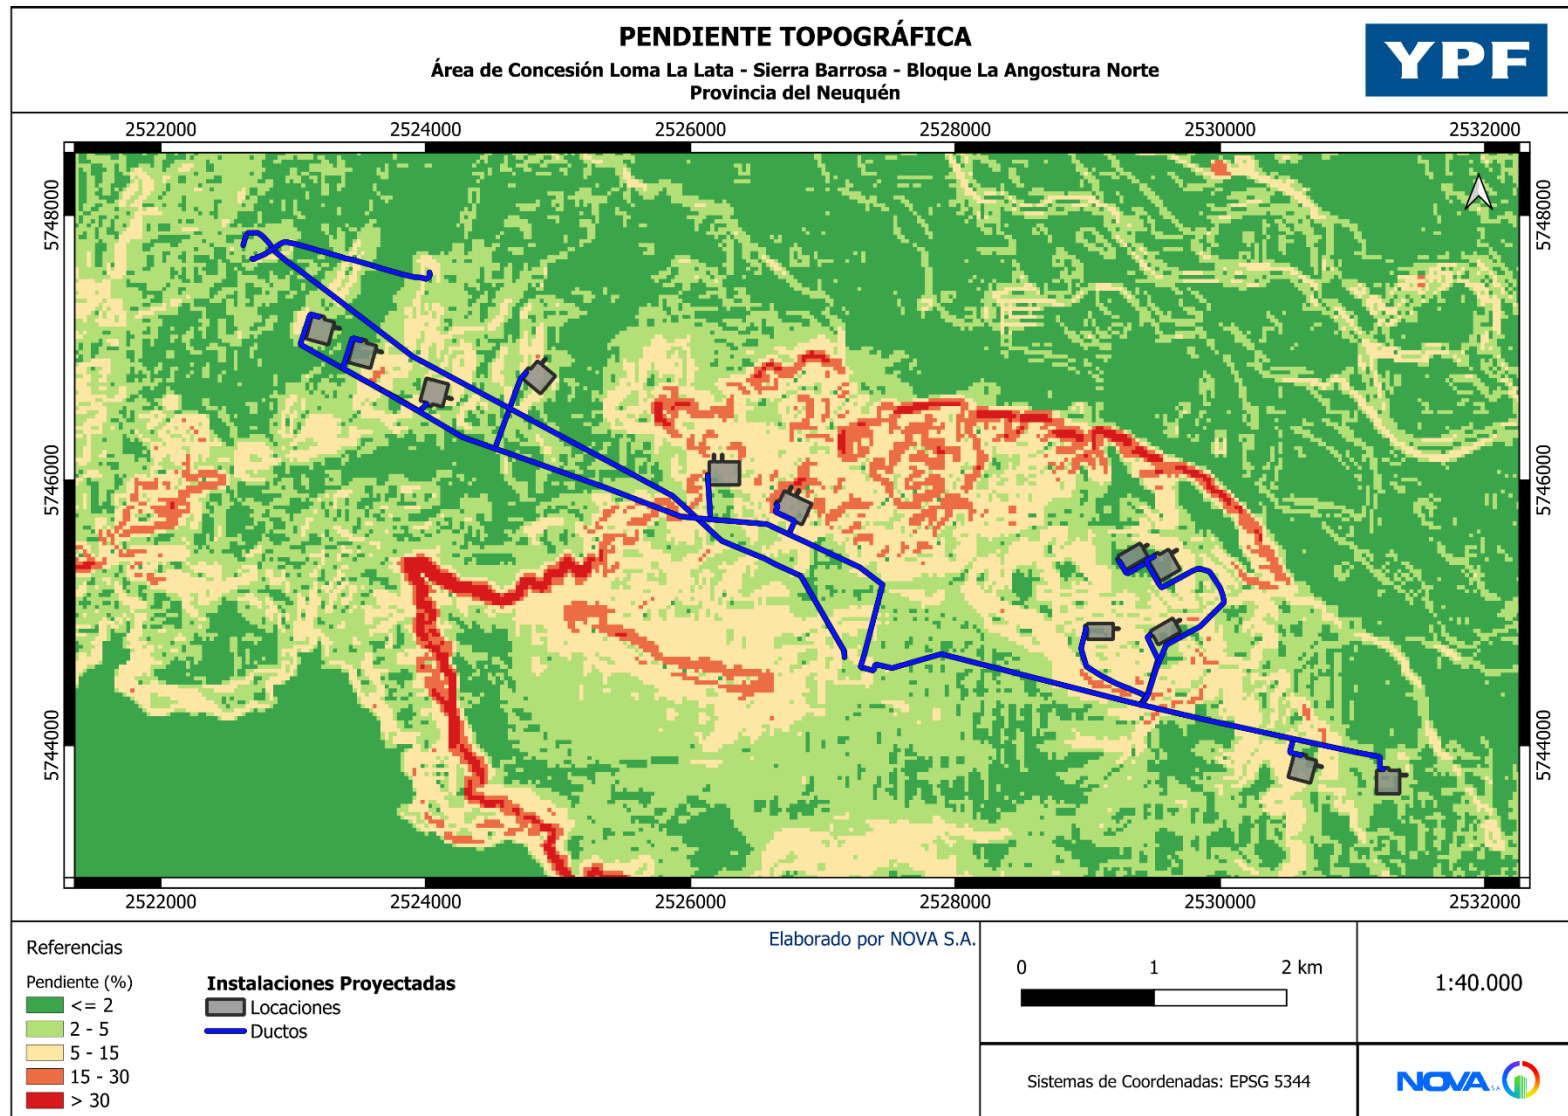 PENDIENTE TOPOGRÁFICA
Área de Concesión Loma La Lata - Sierra Barrosa - Bloque La Angostura Norte
Provincia del Neuquén
YPF
2522000 2524000 2526000 2528000 2530000 2532000
5748000 5748000
5746000 5746000
5744000 5744000
2522000 2524000 2526000 2528000 2530000 2532000
Referencias
Pendiente (%)
<= 2
2 - 5
5 - 15
15 - 30
> 30
Instalaciones Proyectadas
Locaciones
Ductos
Elaborado por NOVA S.A.
0 1 2 km
1:40.000
Sistemas de Coordenadas: EPSG 5344
NOVA S.A.